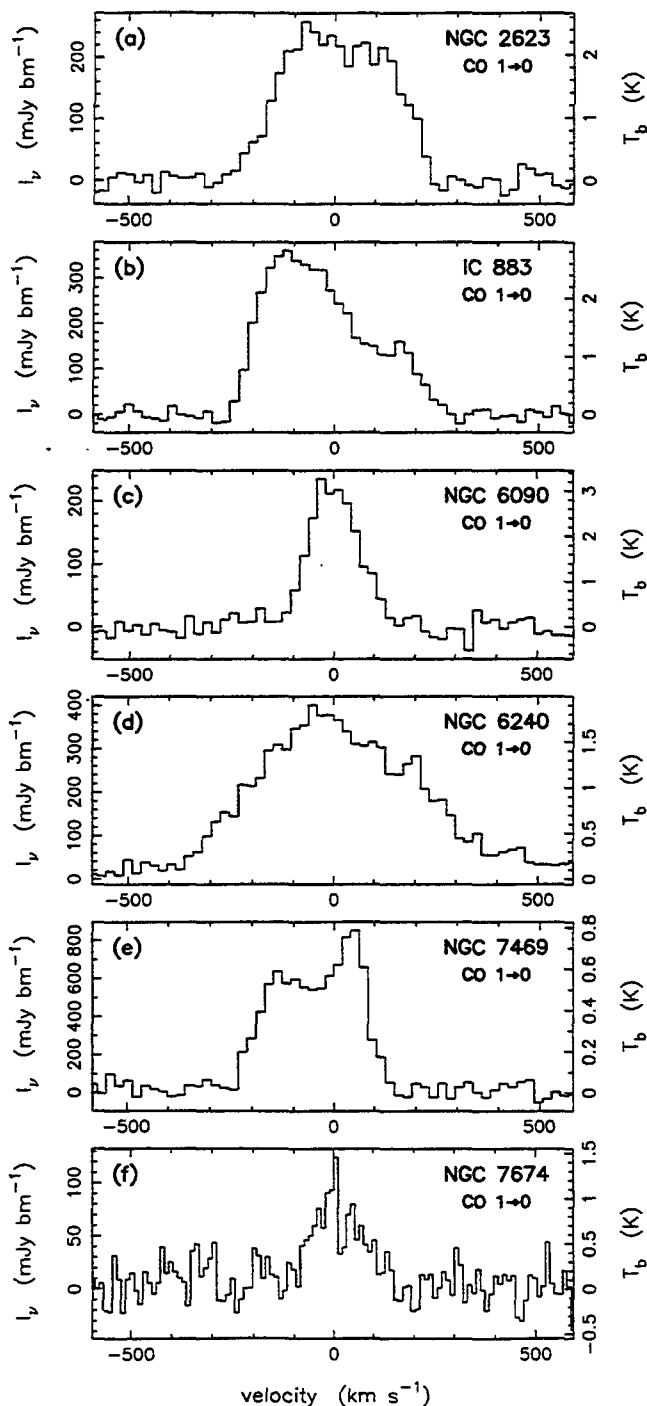 (a) NGC 2623
CO 1→0
I_ν (mJy bm⁻¹)
200
100
0
T_b (K)
2
1
0
−500 0 500
(b) IC 883
CO 1→0
I_ν (mJy bm⁻¹)
300
200
100
0
T_b (K)
2
1
0
−500 0 500
(c) NGC 6090
CO 1→0
I_ν (mJy bm⁻¹)
200
100
0
T_b (K)
3
2
1
0
−500 0 500
(d) NGC 6240
CO 1→0
I_ν (mJy bm⁻¹)
400
300
200
100
0
T_b (K)
1.5
1
0.5
0
−500 0 500
(e) NGC 7469
CO 1→0
I_ν (mJy bm⁻¹)
800
600
400
200
0
T_b (K)
0.8
0.6
0.4
0.2
0
−500 0 500
(f) NGC 7674
CO 1→0
I_ν (mJy bm⁻¹)
100
50
0
T_b (K)
1.5
1
0.5
0
−0.5
−500 0 500
velocity (km s⁻¹)